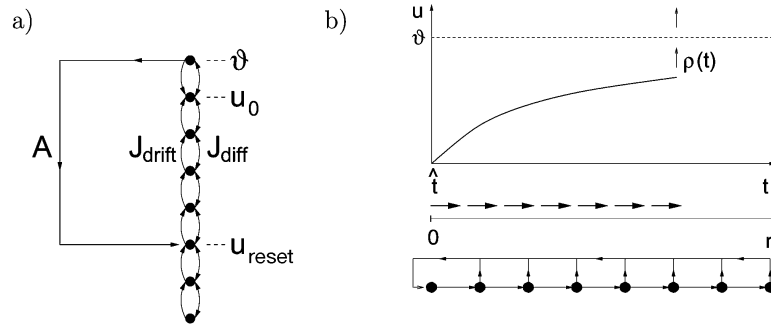 a)
ϑ
u₀
A
J_drift
J_diff
u_reset
b)
u
ϑ
ρ(t)
t̂
t
0
r